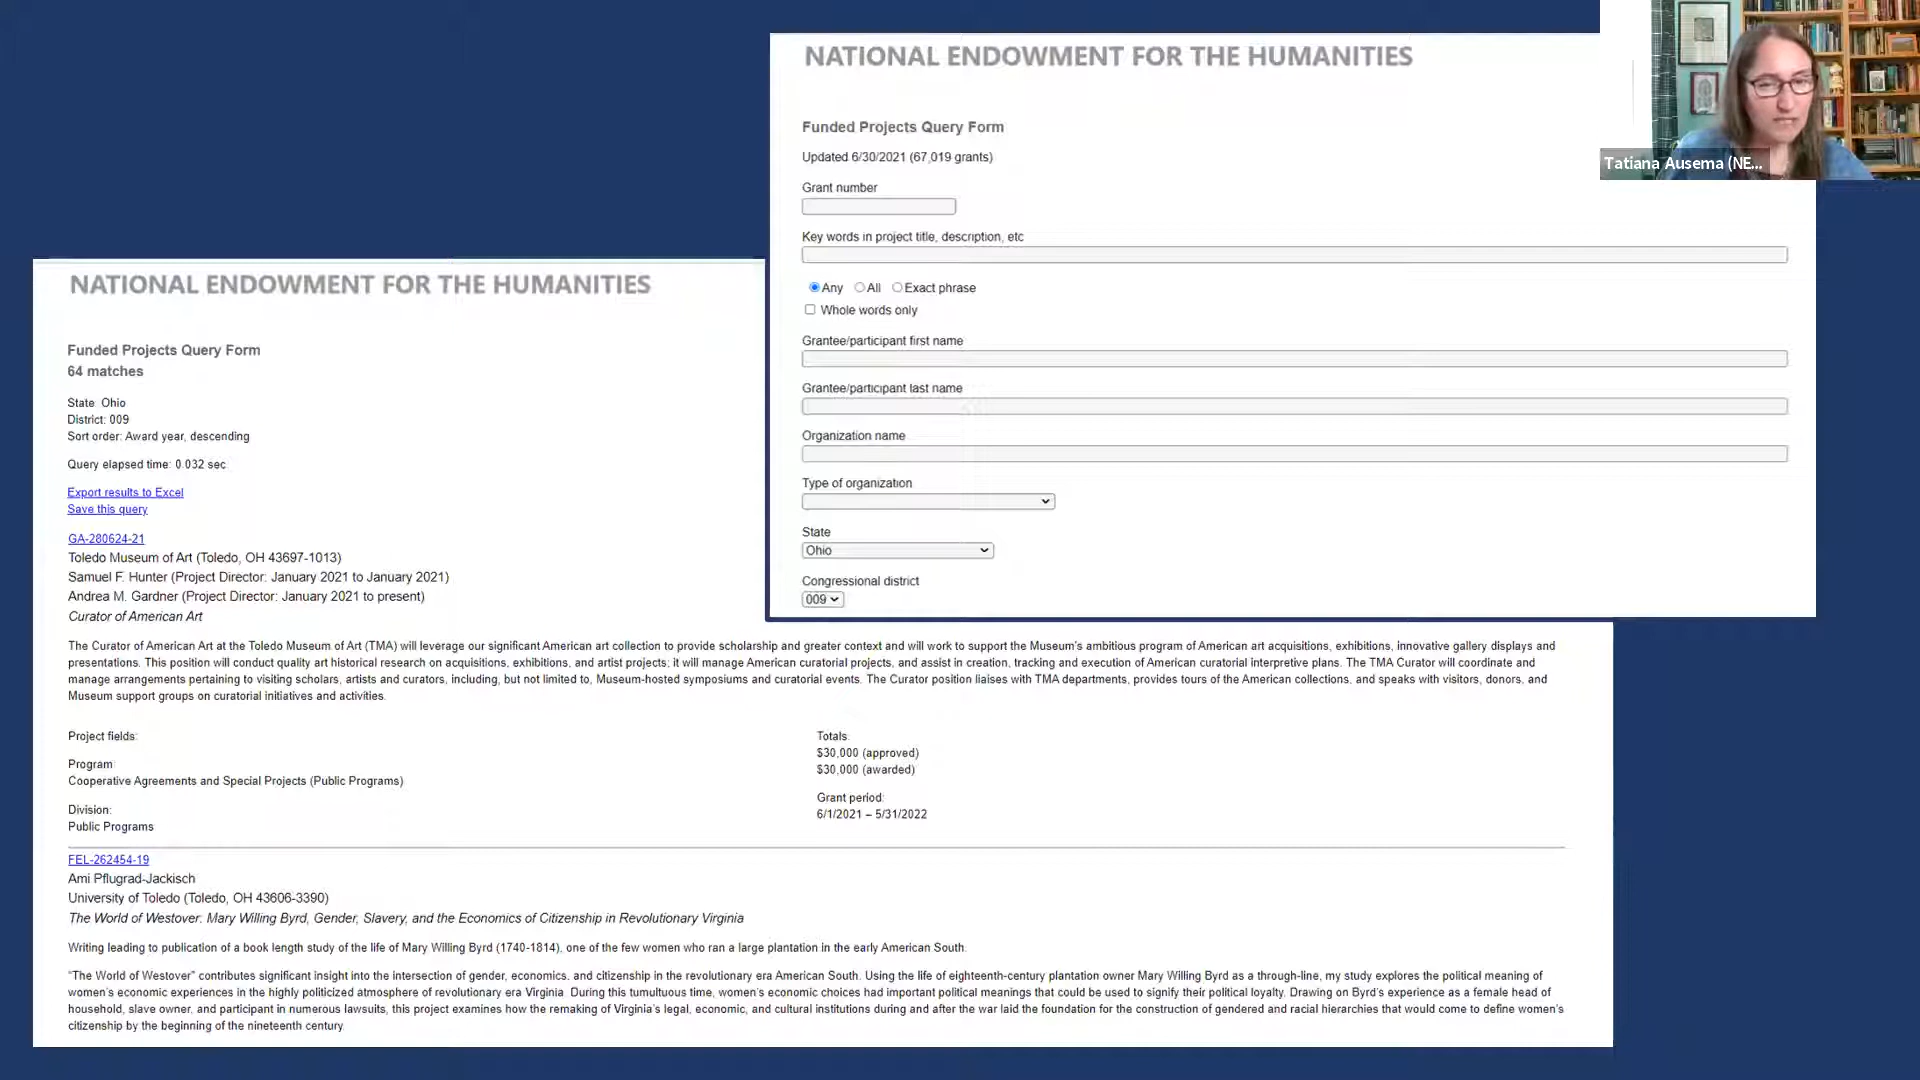 NATIONAL ENDOWMENT FOR THE HUMANITIES
Funded Projects Query Form
Updated 6/30/2021 (67,019 grants)
Grant number
Key words in project title, description, etc
Any All Exact phrase
Whole words only
Grantee/participant first name
Grantee/participant last name
Organization name
Type of organization
State
Ohio
Congressional district
009
Tatiana Ausema (NE...
NATIONAL ENDOWMENT FOR THE HUMANITIES
Funded Projects Query Form
64 matches
State: Ohio
District: 009
Sort order: Award year, descending
Query elapsed time: 0.032 sec
Export results to Excel
Save this query
GA-280624-21
Toledo Museum of Art (Toledo, OH 43697-1013)
Samuel F. Hunter (Project Director: January 2021 to January 2021)
Andrea M. Gardner (Project Director: January 2021 to present)
Curator of American Art
The Curator of American Art at the Toledo Museum of Art (TMA) will leverage our significant American art collection to provide scholarship and greater context and will work to support the Museum's ambitious program of American art acquisitions, exhibitions, innovative gallery displays and
presentations. This position will conduct quality art historical research on acquisitions, exhibitions, and artist projects; it will manage American curatorial projects, and assist in creation, tracking and execution of American curatorial interpretive plans. The TMA Curator will coordinate and
manage arrangements pertaining to visiting scholars, artists and curators, including, but not limited to, Museum-hosted symposiums and curatorial events. The Curator position liaises with TMA departments, provides tours of the American collections, and speaks with visitors, donors, and
Museum support groups on curatorial initiatives and activities.
Project fields:
Program:
Cooperative Agreements and Special Projects (Public Programs)
Division:
Public Programs
Totals:
$30,000 (approved)
$30,000 (awarded)
Grant period:
6/1/2021 – 5/31/2022
FEL-262454-19
Ami Pflugrad-Jackisch
University of Toledo (Toledo, OH 43606-3390)
The World of Westover: Mary Willing Byrd, Gender, Slavery, and the Economics of Citizenship in Revolutionary Virginia
Writing leading to publication of a book length study of the life of Mary Willing Byrd (1740-1814), one of the few women who ran a large plantation in the early American South.
"The World of Westover" contributes significant insight into the intersection of gender, economics, and citizenship in the revolutionary era American South. Using the life of eighteenth-century plantation owner Mary Willing Byrd as a through-line, my study explores the political meaning of
women's economic experiences in the highly politicized atmosphere of revolutionary era Virginia. During this tumultuous time, women's economic choices had important political meanings that could be used to signify their political loyalty. Drawing on Byrd's experience as a female head of
household, slave owner, and participant in numerous lawsuits, this project examines how the remaking of Virginia's legal, economic, and cultural institutions during and after the war laid the foundation for the construction of gendered and racial hierarchies that would come to define women's
citizenship by the beginning of the nineteenth century.